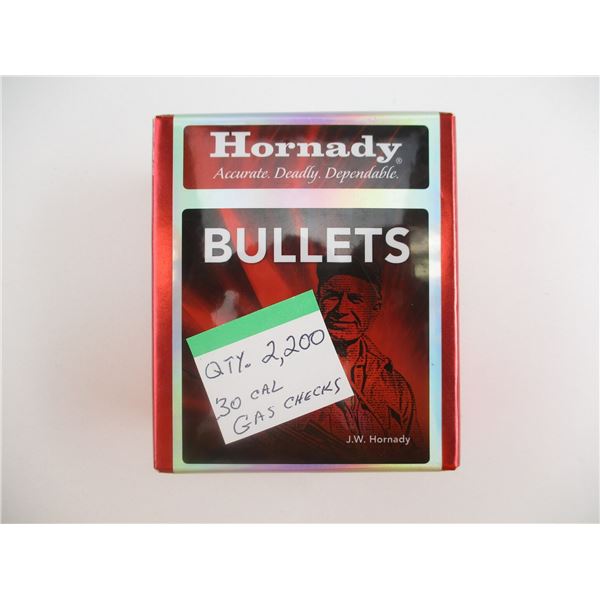 Hornady®
Accurate. Deadly. Dependable.
BULLETS
QTY. 2,200
30 CAL
GAS CHECKS
J.W. Hornady